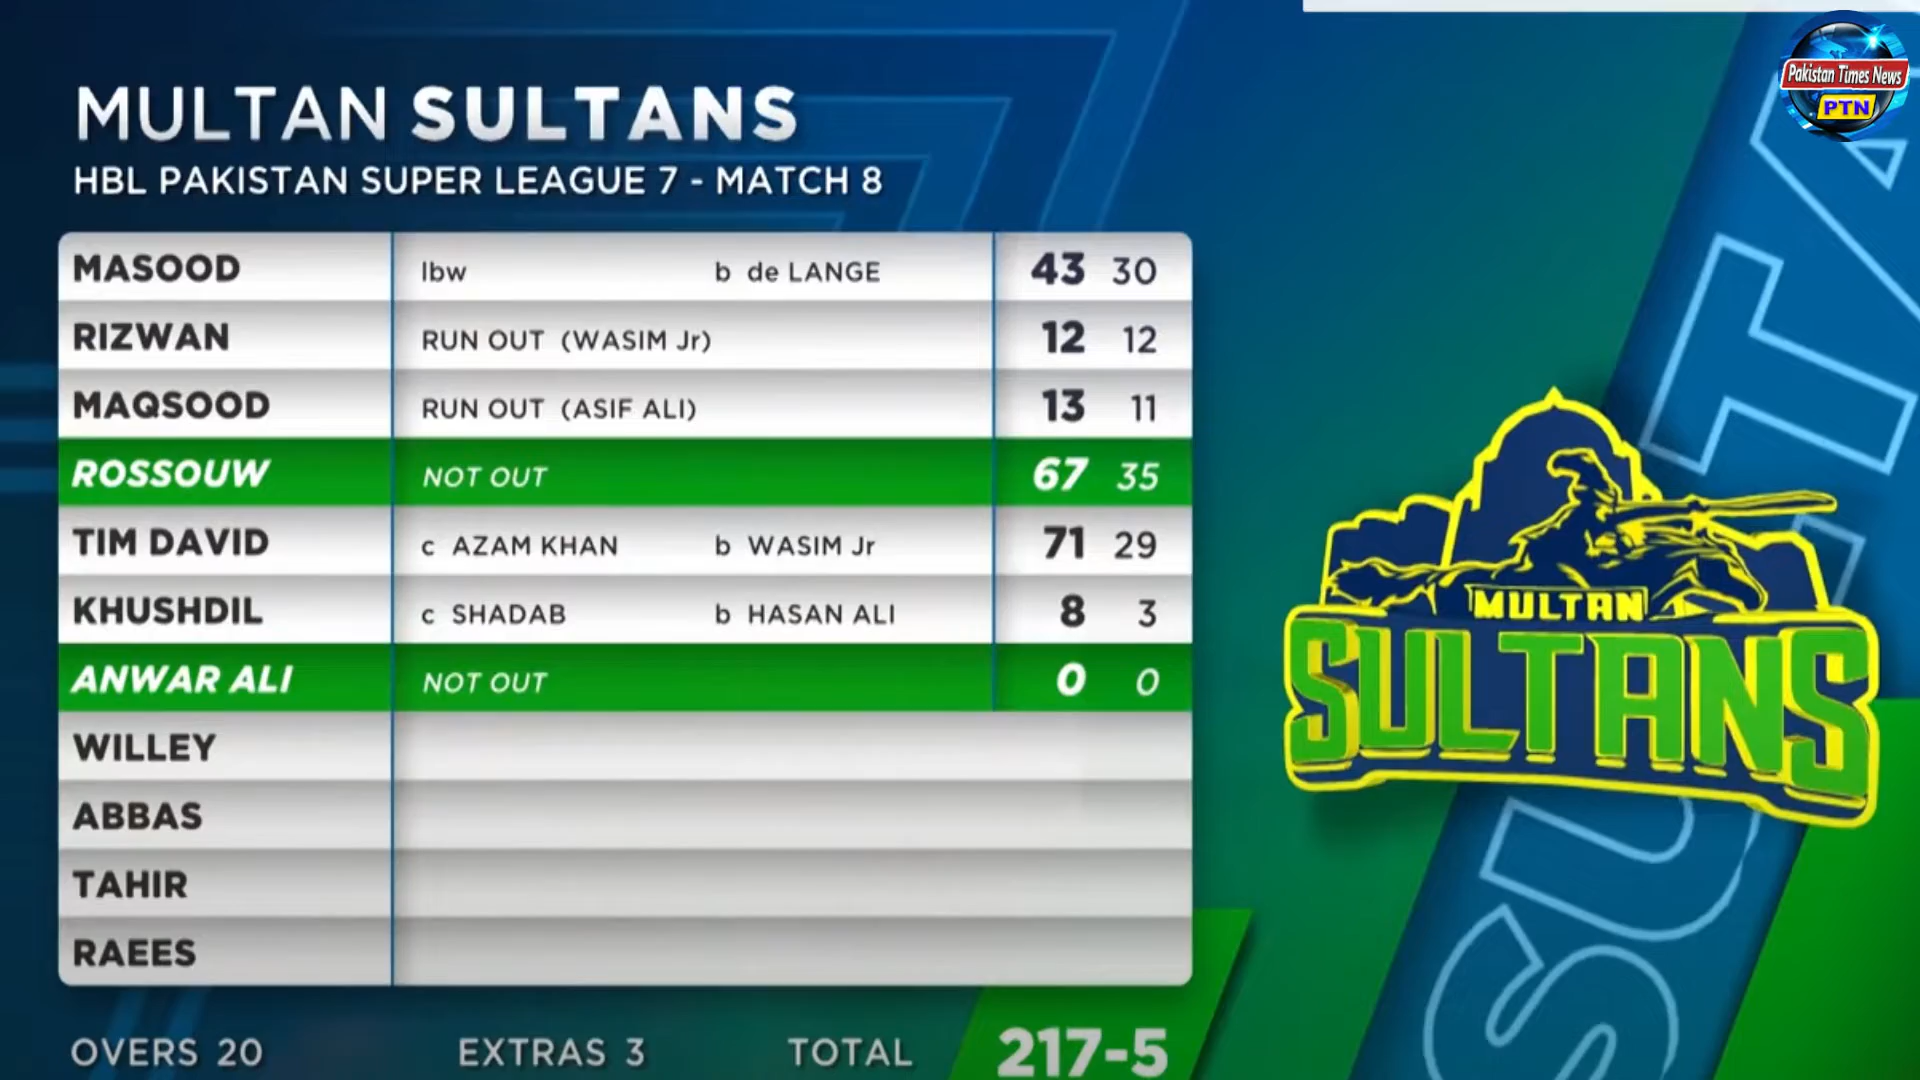 Pakistan Times News
PTN
MULTAN SULTANS
HBL PAKISTAN SUPER LEAGUE 7 - MATCH 8
MASOOD lbw b de LANGE 43 30
RIZWAN RUN OUT (WASIM Jr) 12 12
MAQSOOD RUN OUT (ASIF ALI) 13 11
ROSSOUW NOT OUT 67 35
TIM DAVID c AZAM KHAN b WASIM Jr 71 29
KHUSHDIL c SHADAB b HASAN ALI 8 3
ANWAR ALI NOT OUT 0 0
WILLEY
ABBAS
TAHIR
RAEES
OVERS 20 EXTRAS 3 TOTAL 217-5
MULTAN
SULTANS